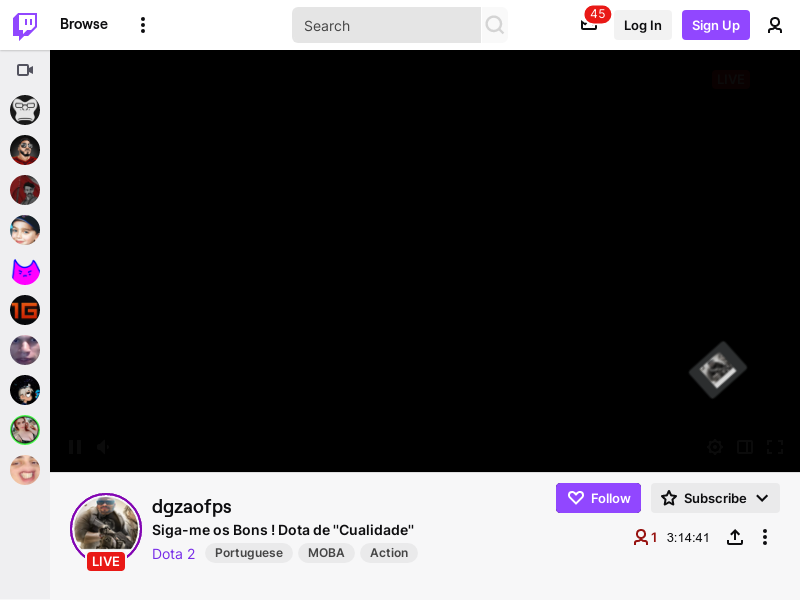 Browse
Search
45
Log In
Sign Up
LIVE
1G
dgzaofps
Siga-me os Bons ! Dota de "Cualidade"
LIVE
Dota 2
Portuguese
MOBA
Action
Follow
Subscribe
1
3:14:41